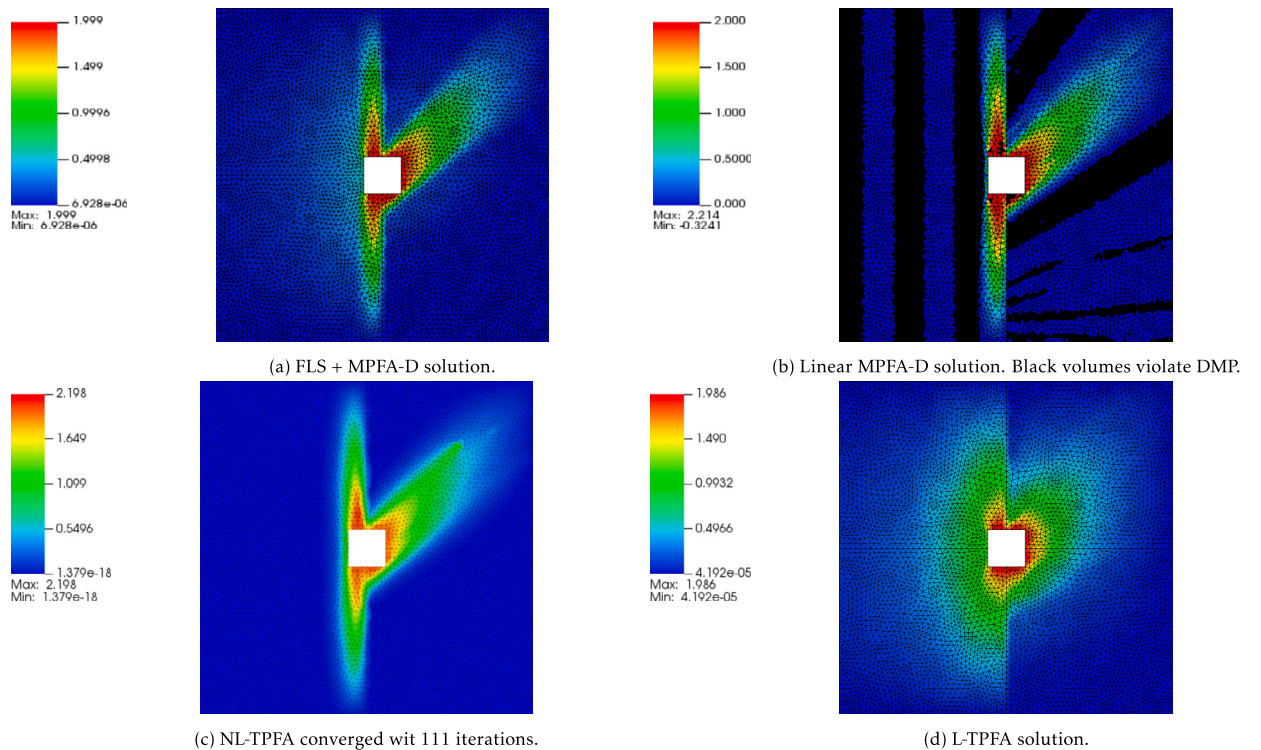 1.999
1.499
0.9996
0.4998
6.928e-06
Max: 1.999
Min: 6.928e-06
2.000
1.500
1.000
0.5000
0.000
Max: 2.214
Min: -0.3241
(a) FLS + MPFA-D solution.
(b) Linear MPFA-D solution. Black volumes violate DMP.
2.198
1.649
1.099
0.5496
1.379e-18
Max: 2.198
Min: 1.379e-18
1.986
1.490
0.9932
0.4966
4.192e-05
Max: 1.986
Min: 4.192e-05
(c) NL-TPFA converged wit 111 iterations.
(d) L-TPFA solution.